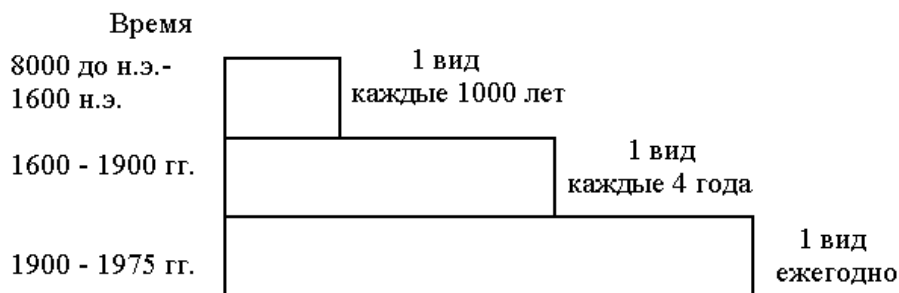 Время
8000 до н.э.-
1600 н.э.
1 вид
каждые 1000 лет
1600 - 1900 гг.
1 вид
каждые 4 года
1900 - 1975 гг.
1 вид
ежегодно